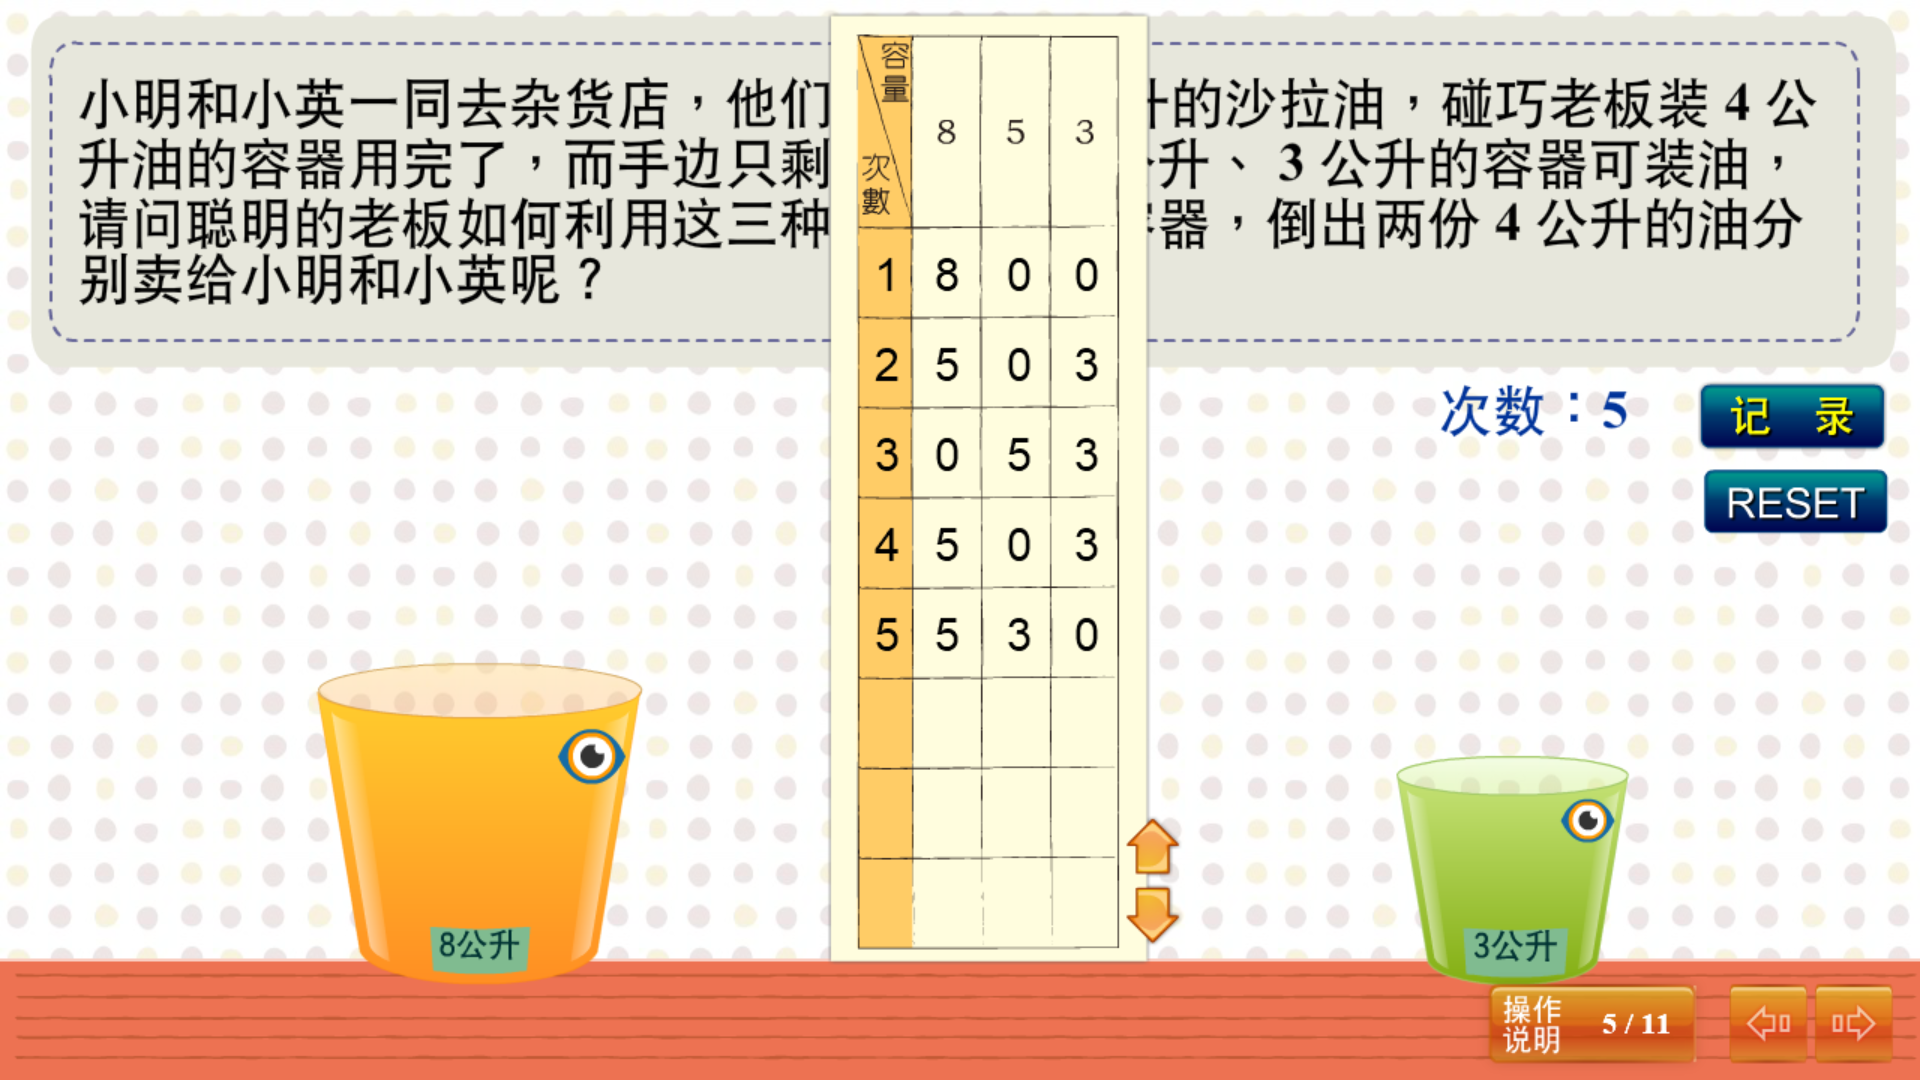 小明和小英一同去杂货店，他们
的沙拉油，碰巧老板装 4 公
升油的容器用完了，而手边只剩
升、 3 公升的容器可装油，
请问聪明的老板如何利用这三种
器，倒出两份 4 公升的油分
别卖给小明和小英呢？
容量
次數
8 5 3
1 8 0 0
2 5 0 3
3 0 5 3
4 5 0 3
5 5 3 0
次数：5
记 录
RESET
8公升
3公升
操作
说明
5 / 11